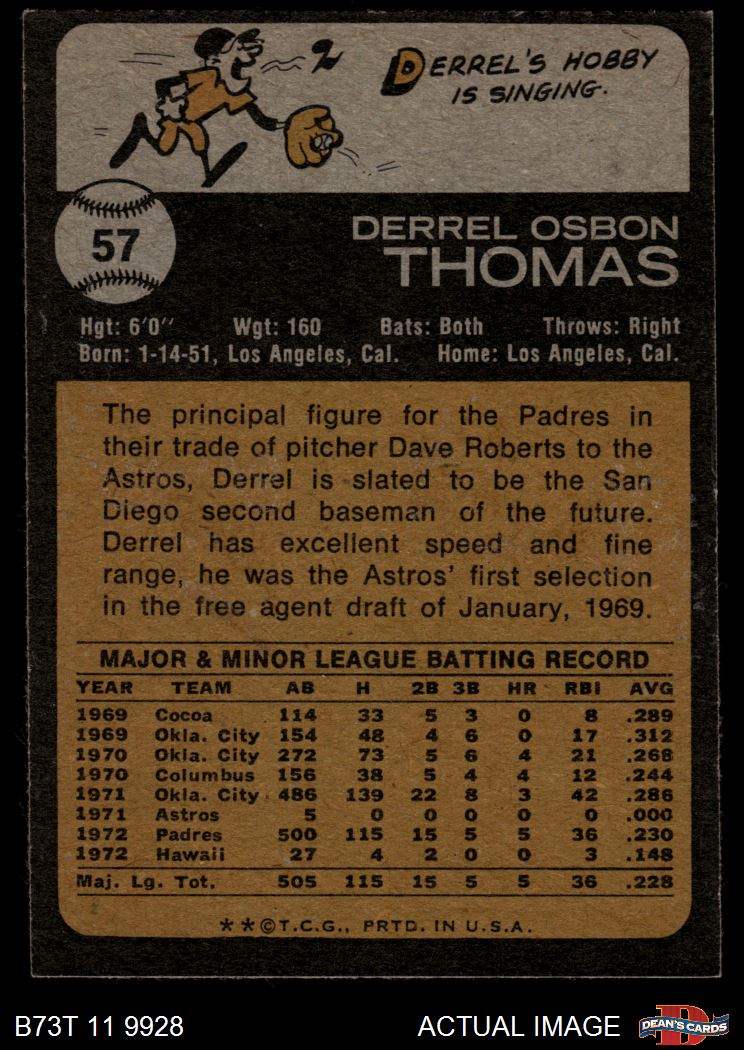 DERREL'S HOBBY
IS SINGING.
57
DERREL OSBON
THOMAS
Hgt: 6'0" Wgt: 160 Bats: Both Throws: Right
Born: 1-14-51, Los Angeles, Cal. Home: Los Angeles, Cal.
The principal figure for the Padres in
their trade of pitcher Dave Roberts to the
Astros, Derrel is slated to be the San
Diego second baseman of the future.
Derrel has excellent speed and fine
range, he was the Astros' first selection
in the free agent draft of January, 1969.
MAJOR & MINOR LEAGUE BATTING RECORD
YEAR TEAM AB H 2B 3B HR RBI AVG
1969 Cocoa 114 33 5 3 0 8 .289
1969 Okla. City 154 48 4 6 0 17 .312
1970 Okla. City 272 73 5 6 4 21 .268
1970 Columbus 156 38 5 4 4 12 .244
1971 Okla. City 486 139 22 8 3 42 .286
1971 Astros 5 0 0 0 0 0 .000
1972 Padres 500 115 15 5 5 36 .230
1972 Hawaii 27 4 2 0 0 3 .148
Maj. Lg. Tot. 505 115 15 5 5 36 .228
* * © T.C.G., PRTD. IN U.S.A.
B73T 11 9928 ACTUAL IMAGE DEAN'S CARDS